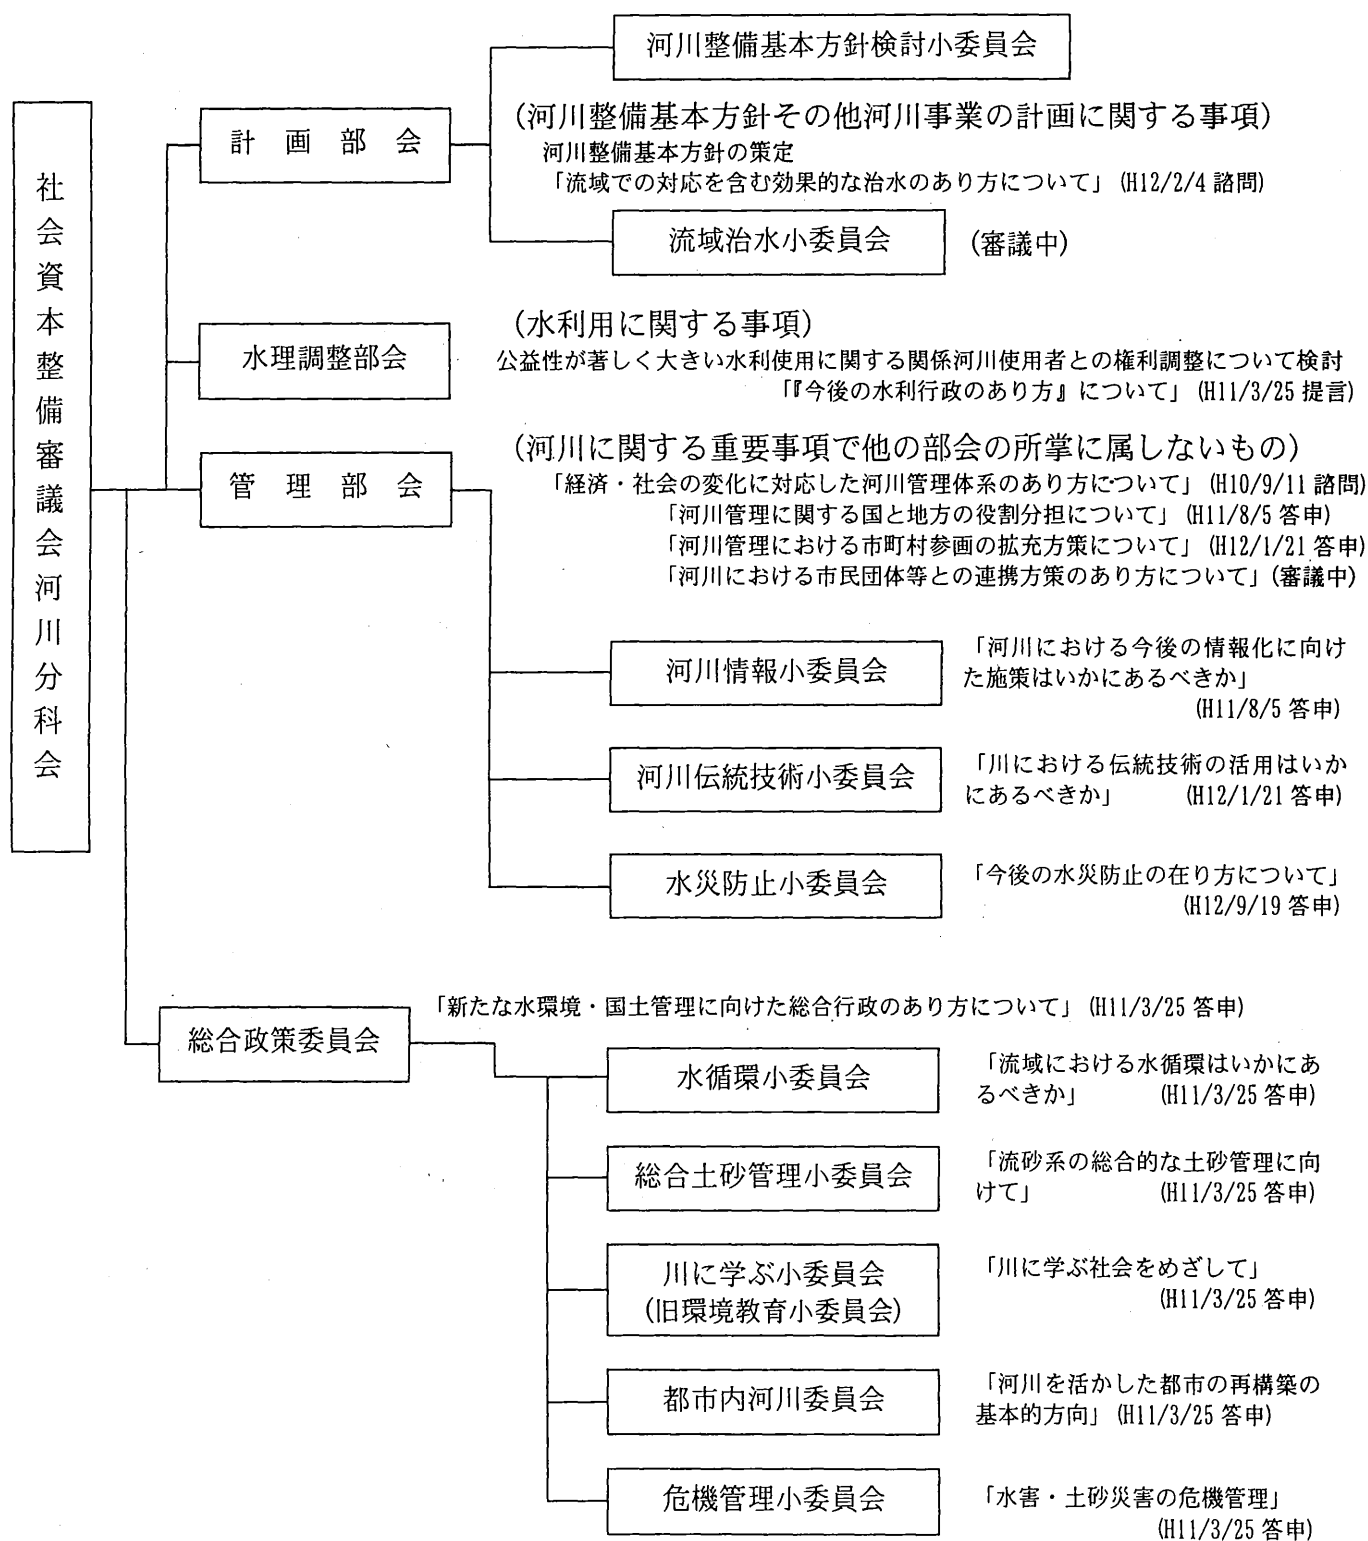 社会資本整備審議会河川分科会
計画部会
河川整備基本方針検討小委員会
(河川整備基本方針その他河川事業の計画に関する事項)
河川整備基本方針の策定
「流域での対応を含む効果的な治水のあり方について」(H12/2/4諮問)
流域治水小委員会
(審議中)
水理調整部会
(水利用に関する事項)
公益性が著しく大きい水利使用に関する関係河川使用者との権利調整について検討
「『今後の水利行政のあり方』について」(H11/3/25提言)
管理部会
(河川に関する重要事項で他の部会の所掌に属しないもの)
「経済・社会の変化に対応した河川管理体系のあり方について」(H10/9/11諮問)
「河川管理に関する国と地方の役割分担について」(H11/8/5答申)
「河川管理における市町村参画の拡充方策について」(H12/1/21答申)
「河川における市民団体等との連携方策のあり方について」(審議中)
河川情報小委員会
「河川における今後の情報化に向け
た施策はいかにあるべきか」
(H11/8/5答申)
河川伝統技術小委員会
「川における伝統技術の活用はいか
にあるべきか」 (H12/1/21答申)
水災防止小委員会
「今後の水災防止の在り方について」
(H12/9/19答申)
総合政策委員会
「新たな水環境・国土管理に向けた総合行政のあり方について」(H11/3/25答申)
水循環小委員会
「流域における水循環はいかにあ
るべきか」 (H11/3/25答申)
総合土砂管理小委員会
「流砂系の総合的な土砂管理に向
けて」 (H11/3/25答申)
川に学ぶ小委員会
(旧環境教育小委員会)
「川に学ぶ社会をめざして」
(H11/3/25答申)
都市内河川委員会
「河川を活かした都市の再構築の
基本的方向」(H11/3/25答申)
危機管理小委員会
「水害・土砂災害の危機管理」
(H11/3/25答申)